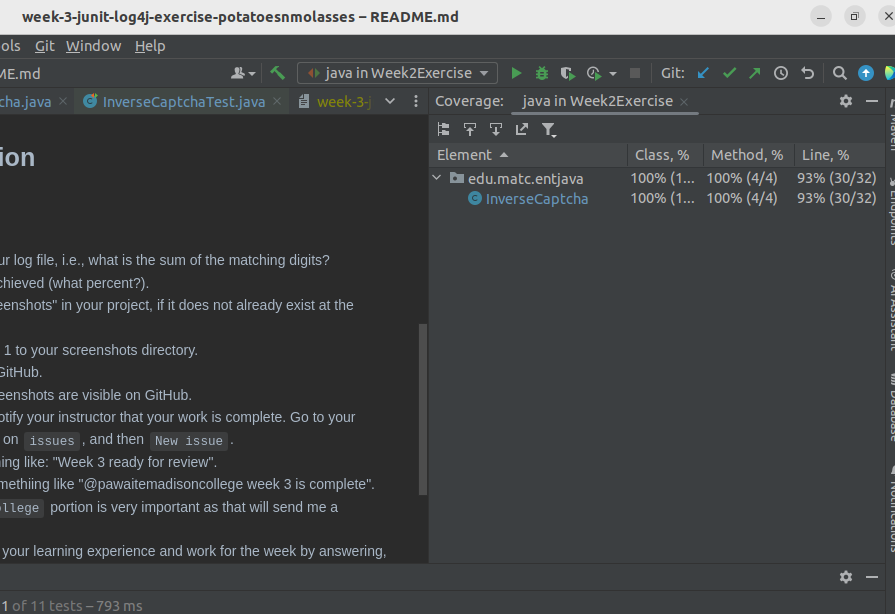 week-3-junit-log4j-exercise-potatoesnmolasses – README.md
ols Git Window Help
ME.md
java in Week2Exercise
Git:
cha.java
InverseCaptchaTest.java
week-3-j
Coverage: java in Week2Exercise
Element Class, % Method, % Line, %
edu.matc.entjava 100% (1... 100% (4/4) 93% (30/32)
InverseCaptcha 100% (1... 100% (4/4) 93% (30/32)
ion
ur log file, i.e., what is the sum of the matching digits?
chieved (what percent?).
eenshots" in your project, if it does not already exist at the
1 to your screenshots directory.
GitHub.
eenshots are visible on GitHub.
otify your instructor that your work is complete. Go to your
on issues, and then New issue.
ning like: "Week 3 ready for review".
omethiing like "@pawaitemadisoncollege week 3 is complete".
ollege portion is very important as that will send me a
your learning experience and work for the week by answering,
1 of 11 tests – 793 ms
Maven
Endpoints
AI Assistant
Database
Notifications